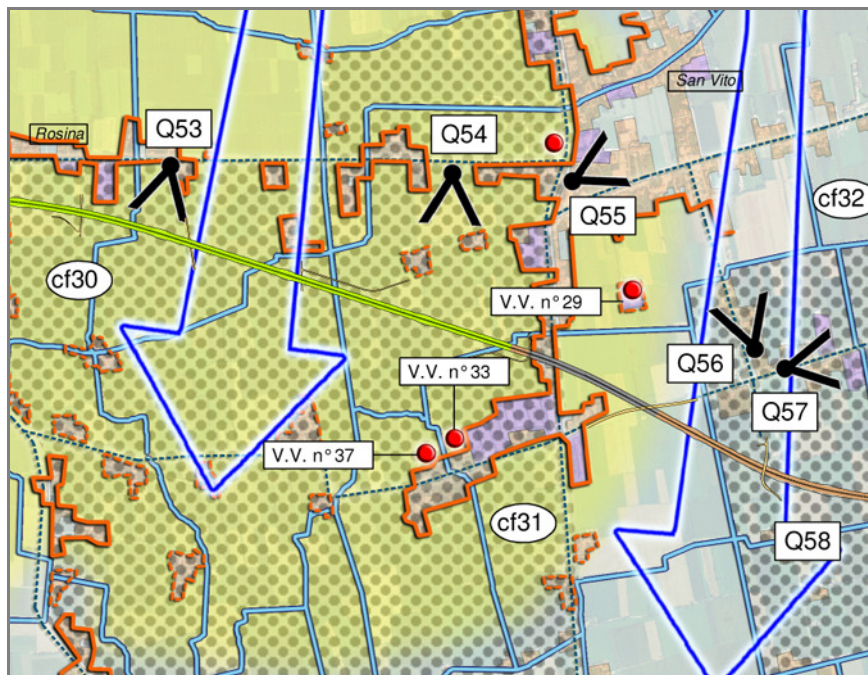 San Vito
Rosina
Q53
Q54
cf32
Q55
cf30
V.V. n°29
Q56
V.V. n°33
Q57
V.V. n°37
cf31
Q58